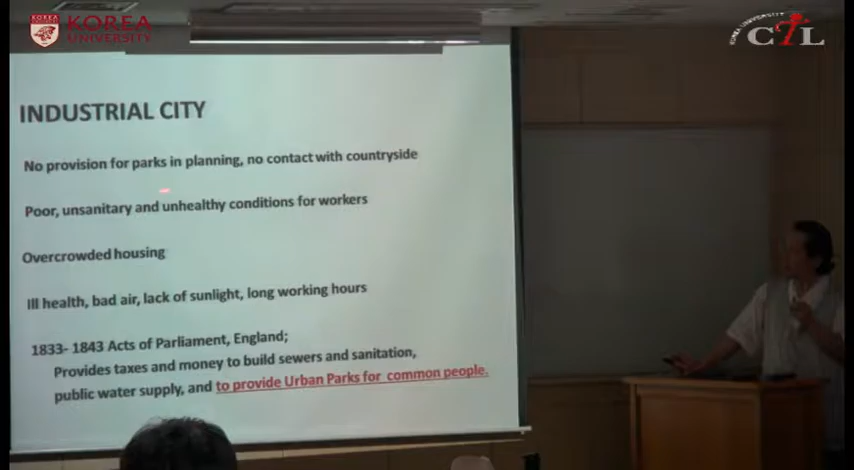 KOREA
UNIVERSITY
KOREA UNIVERSITY
CTL
INDUSTRIAL CITY
No provision for parks in planning, no contact with countryside
Poor, unsanitary and unhealthy conditions for workers
Overcrowded housing
Ill health, bad air, lack of sunlight, long working hours
1833- 1843 Acts of Parliament, England;
Provides taxes and money to build sewers and sanitation,
public water supply, and to provide Urban Parks for common people.